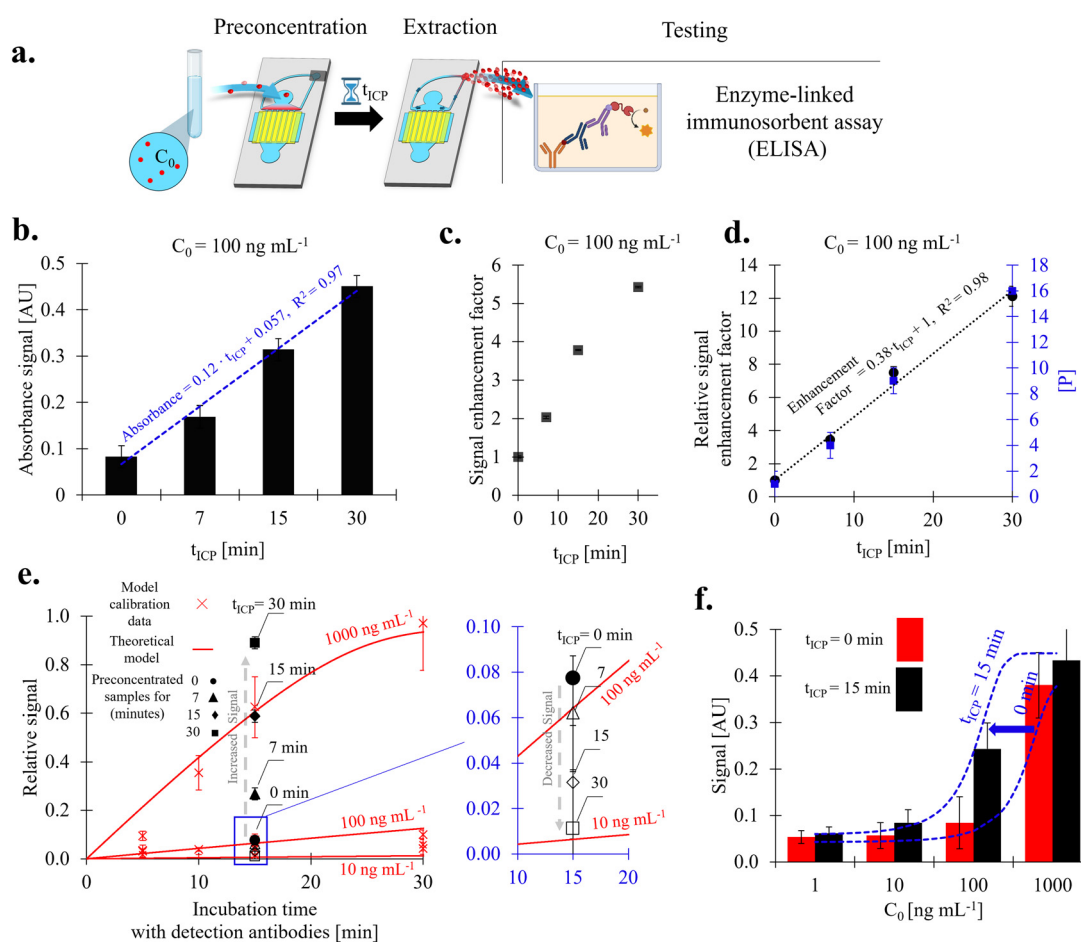 a.
Preconcentration
Extraction
Testing
C₀
t_ICP
Enzyme-linked
immunosorbent assay
(ELISA)
b.
C₀ = 100 ng mL⁻¹
Absorbance signal [AU]
0.5
0.4
0.3
0.2
0.1
0
Absorbance = 0.12 · t_ICP + 0.057, R² = 0.97
0 7 15 30
t_ICP [min]
c.
C₀ = 100 ng mL⁻¹
Signal enhancement factor
6
5
4
3
2
1
0
0 10 20 30
t_ICP [min]
d.
C₀ = 100 ng mL⁻¹
Relative signal
enhancement factor
14
12
10
8
6
4
2
0
Enhancement
Factor = 0.38·t_ICP + 1, R² = 0.98
18
16
14
12
10
8
6
4
2
0
[P]
0 10 20 30
t_ICP [min]
e.
Relative signal
1.0
0.8
0.6
0.4
0.2
0.0
Model
calibration
data
Theoretical
model
Preconcentrated
samples for
(minutes)
0
7
15
30
t_ICP = 30 min
15 min
7 min
0 min
Increased Signal
1000 ng mL⁻¹
100 ng mL⁻¹
10 ng mL⁻¹
0 10 20 30
Incubation time
with detection antibodies [min]
0.10
0.08
0.06
0.04
0.02
0.00
t_ICP = 0 min
7
15
30
Decreased Signal
100 ng mL⁻¹
10 ng mL⁻¹
10 15 20
f.
Signal [AU]
0.5
0.4
0.3
0.2
0.1
0.0
t_ICP = 0 min
t_ICP = 15 min
t_ICP = 15 min
0 min
1 10 100 1000
C₀ [ng mL⁻¹]